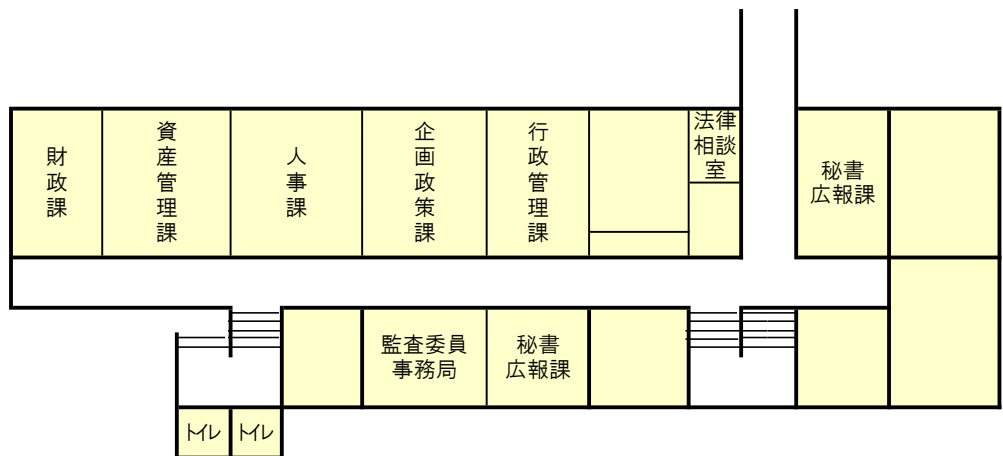 財政課
資産管理課
人事課
企画政策課
行政管理課
法律
相談
室
秘書
広報課
監査委員
事務局
秘書
広報課
トイレ
トイレ